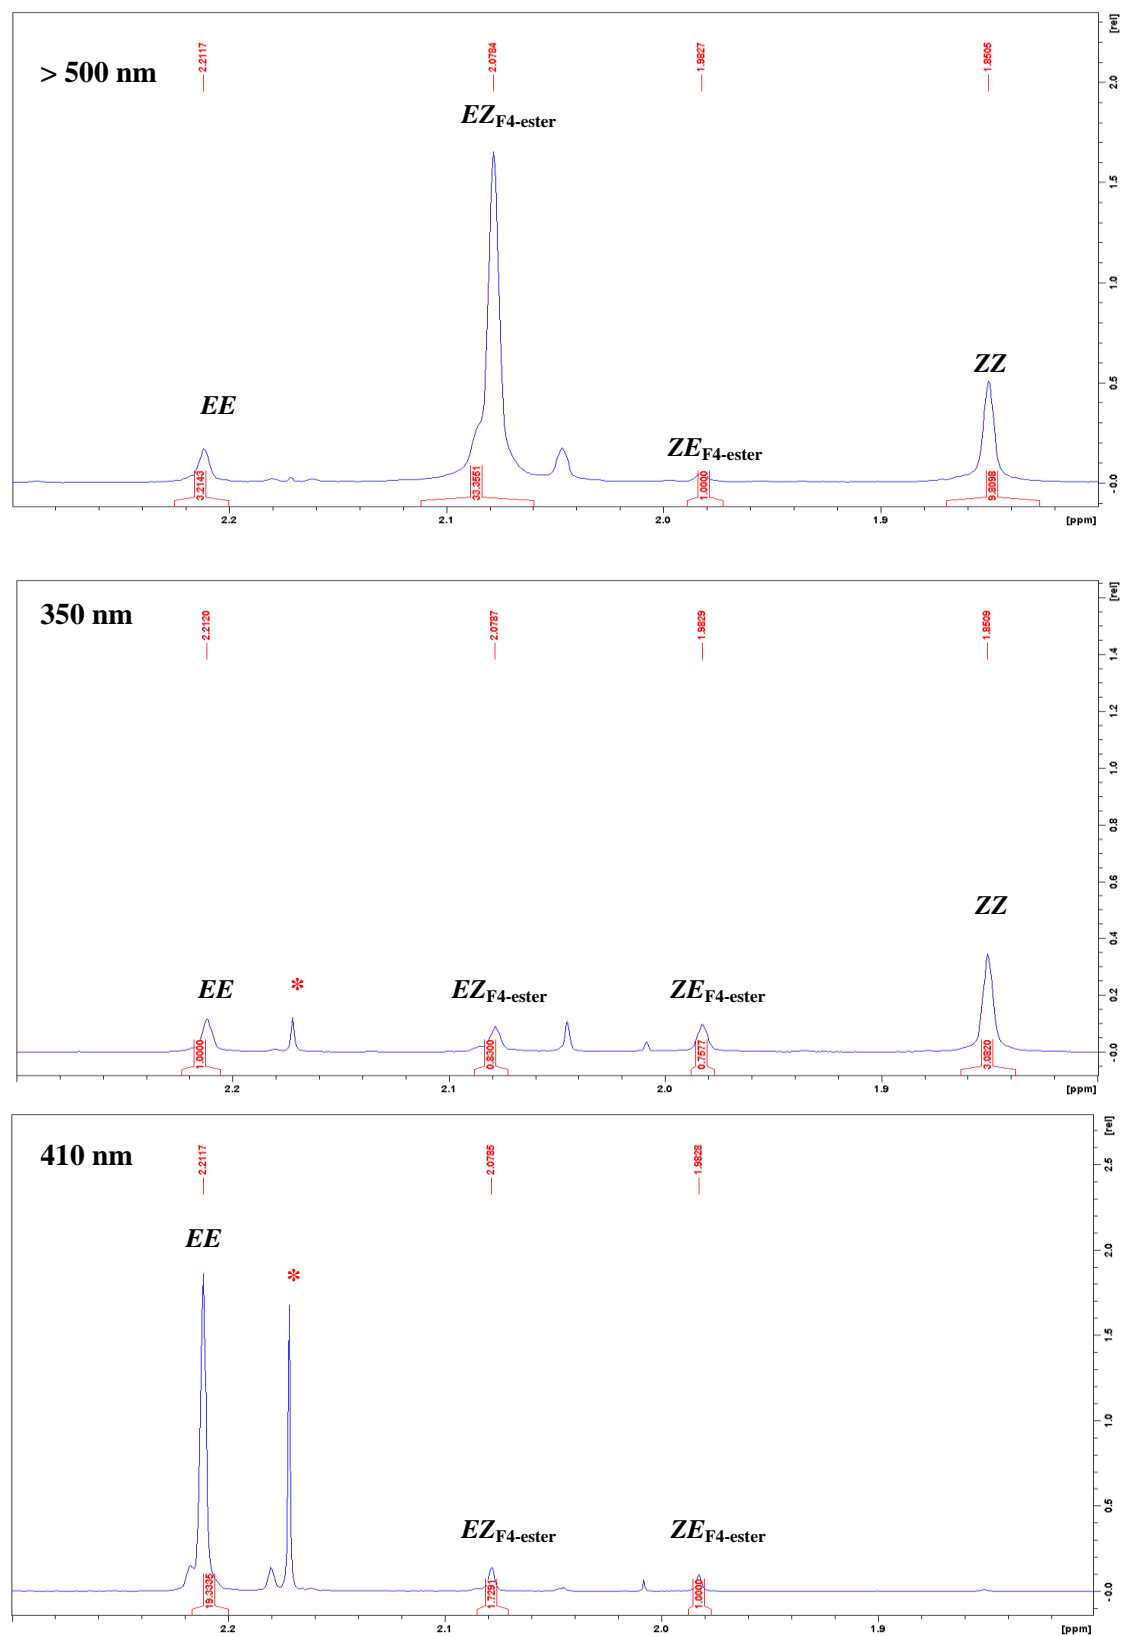 > 500 nm
2.2117 2.0784 1.9827 1.8505
[rel]
2.0
1.5
1.0
0.5
- 0.0
EZF4-ester
EE
ZEF4-ester
ZZ
3.2143 33.3551 1.0000 9.8098
2.2 2.1 2.0 1.9 [ppm]
350 nm
2.2120 2.0787 1.9829 1.8509
[rel]
1.4
1.2
1.0
0.8
0.6
0.4
0.2
- 0.0
EE * EZF4-ester ZEF4-ester ZZ
1.0000 0.8300 0.7577 3.0820
2.2 2.1 2.0 1.9 [ppm]
410 nm
2.2117 2.0785 1.9828
[rel]
2.5
2.0
1.5
1.0
0.5
- 0.0
EE
*
EZF4-ester ZEF4-ester
19.3335 1.7291 1.0000
2.2 2.1 2.0 1.9 [ppm]